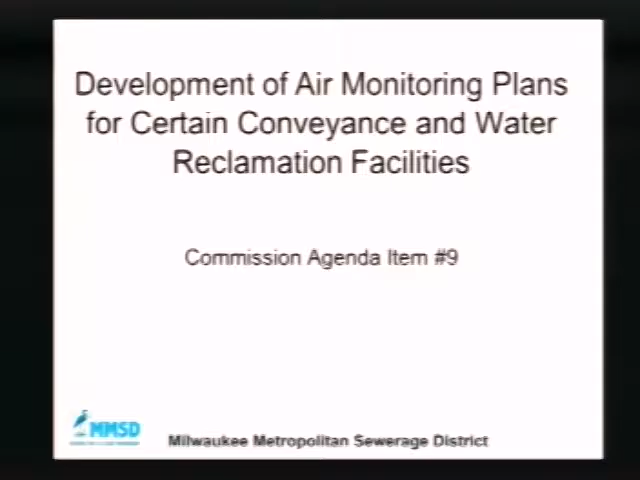 Development of Air Monitoring Plans
for Certain Conveyance and Water
Reclamation Facilities
Commission Agenda Item #9
MMSD
Milwaukee Metropolitan Sewerage District